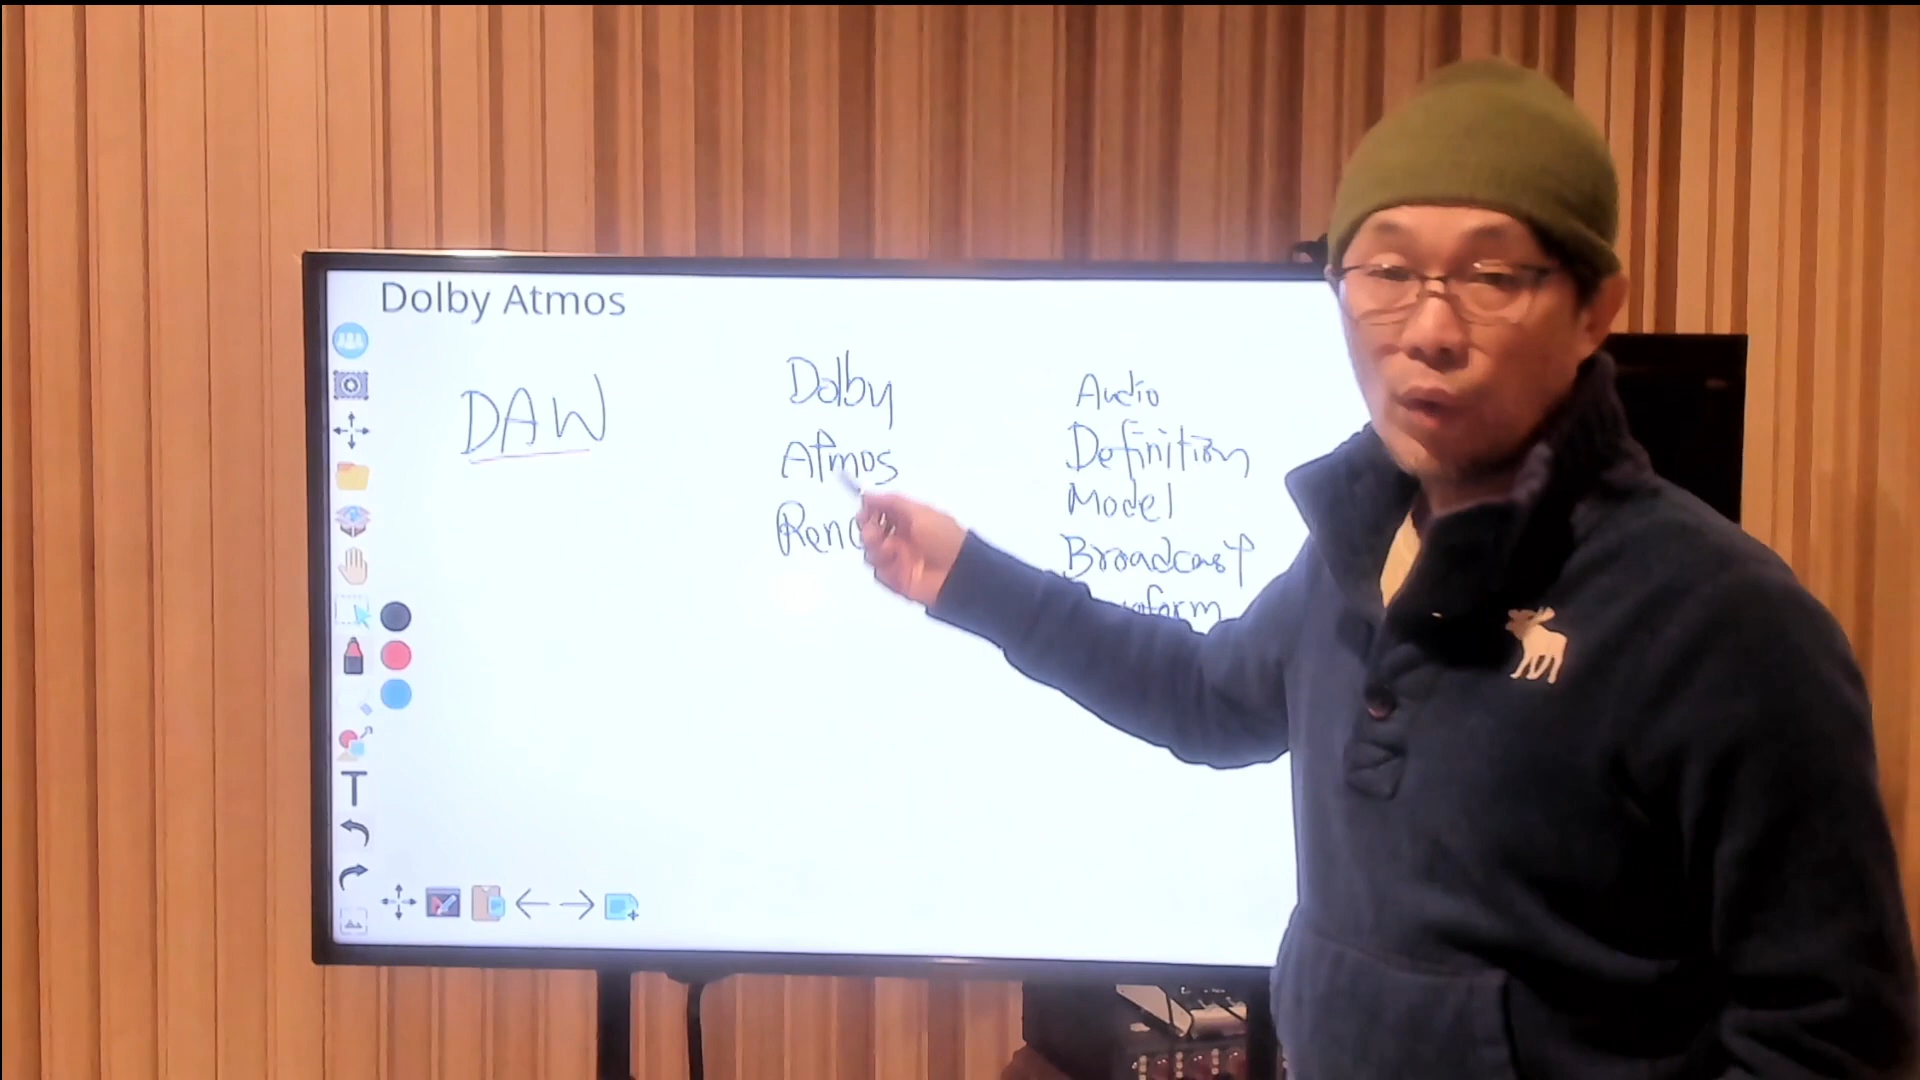 Dolby Atmos
DAW
Dolby
Atmos
Ren
Audio
Definition
Model
Broadcast
T